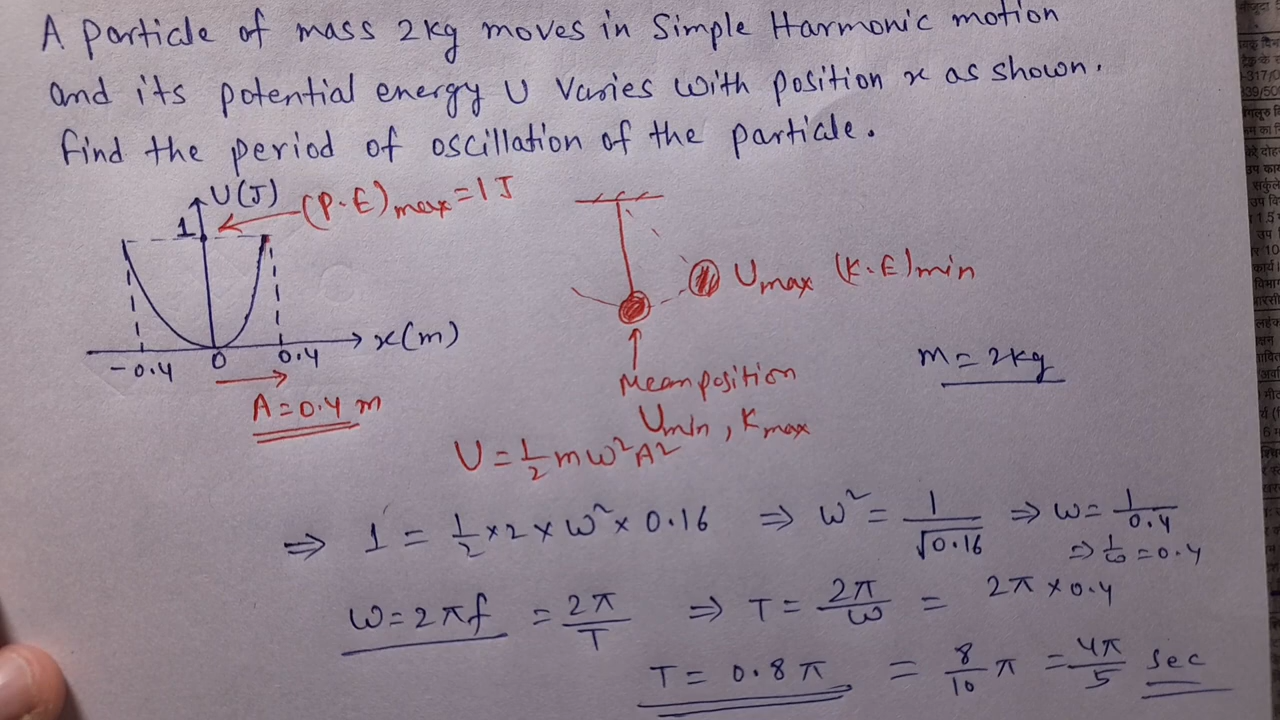 A particle of mass 2kg moves in Simple Harmonic motion
and its potential energy U varies with position x as shown.
find the period of oscillation of the particle.
U(J)
(P.E)max = 1 J
1
-0.4 0 0.4 x(m)
A = 0.4 m
Umax (K.E)min
Mean position
Umin, Kmax
m = 2kg
U = 1/2 mω²A²
⇒ 1 = 1/2 × 2 × ω² × 0.16 ⇒ ω² = 1/√0.16 ⇒ ω = 1/0.4
⇒ 1/ω = 0.4
ω = 2πf = 2π/T ⇒ T = 2π/ω = 2π × 0.4
T = 0.8π = 8/10 π = 4π/5 sec